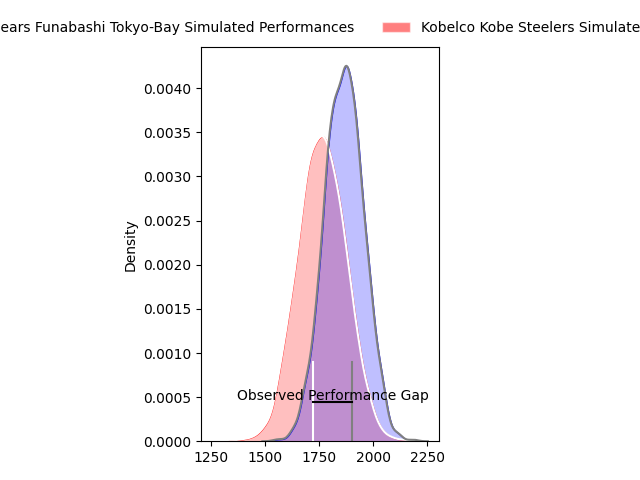 ears Funabashi Tokyo-Bay Simulated Performances
Kobelco Kobe Steelers Simulate
0.0040
0.0035
0.0030
0.0025
0.0020
0.0015
0.0010
0.0005
0.0000
Density
Observed Performance Gap
1250 1500 1750 2000 2250